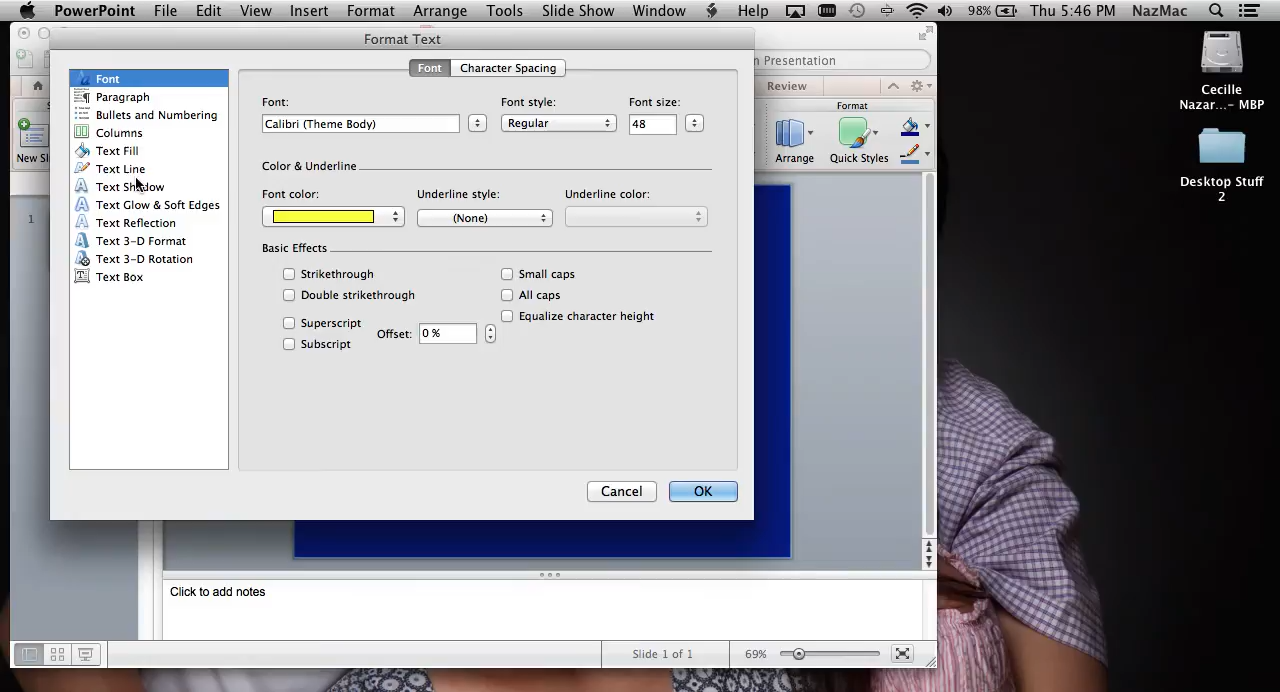 PowerPoint File Edit View Insert Format Arrange Tools Slide Show Window Help 98% Thu 5:46 PM NazMac
Format Text
n Presentation
Review
Font Character Spacing
Font
Paragraph
Bullets and Numbering
Columns
Text Fill
Text Line
Text Shadow
Text Glow & Soft Edges
Text Reflection
Text 3-D Format
Text 3-D Rotation
Text Box
Font: Font style: Font size:
Calibri (Theme Body) Regular 48
Color & Underline
Font color: Underline style: Underline color:
(None)
Basic Effects
Strikethrough Small caps
Double strikethrough All caps
Equalize character height
Superscript Offset: 0 %
Subscript
Cancel OK
S
New Sl
Format
Arrange Quick Styles
1
Click to add notes
Slide 1 of 1 69%
Cecille
Nazar...- MBP
Desktop Stuff
2